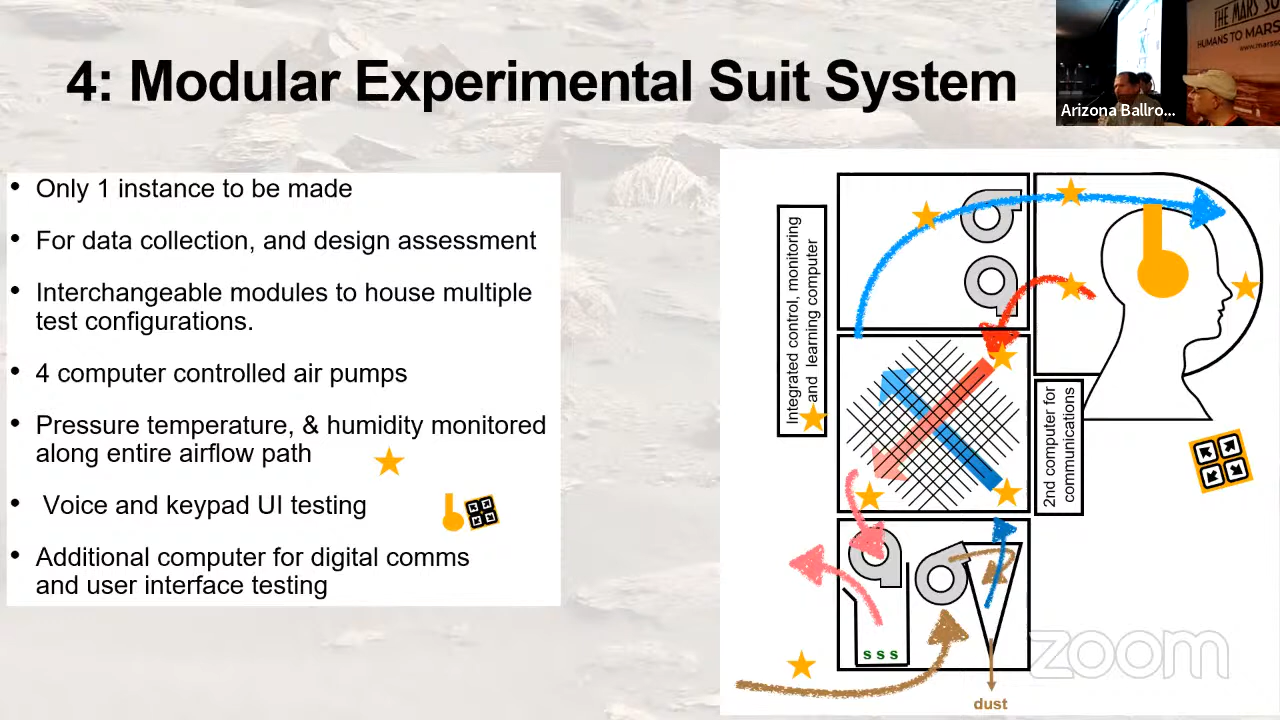 4: Modular Experimental Suit System
THE MARS
HUMANS TO MARS
www.mars
Arizona Ballro...
• Only 1 instance to be made
• For data collection, and design assessment
• Interchangeable modules to house multiple
test configurations.
• 4 computer controlled air pumps
• Pressure temperature, & humidity monitored
along entire airflow path
• Voice and keypad UI testing
• Additional computer for digital comms
and user interface testing
Integrated control, monitoring
and learning computer
2nd computer for
communications
s s s
dust
zoom